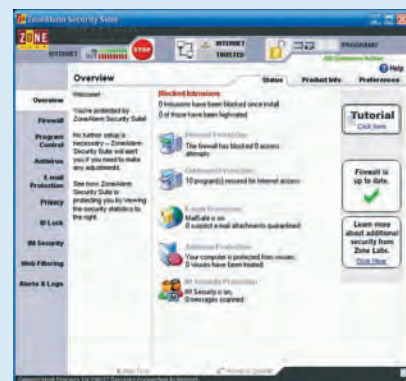 ZoneAlarm Security Suite
ZONE
INTERNET
IN
OUT
STOP
INTERNET
TRUSTED
PROGRAMS
Help
Overview
Status
Product Info
Preferences
Overview
Firewall
Program
Control
Antivirus
E-mail
Protection
Privacy
ID Lock
IM Security
Web Filtering
Alerts & Logs
Welcome!
You're protected by
ZoneAlarm Security Suite!
No further setup is
necessary - ZoneAlarm
Security Suite will alert
you if you need to make
any adjustments.
See how ZoneAlarm
Security Suite is
protecting you by viewing
the security statistics to
the right.
Blocked Intrusions
0 Intrusions have been blocked since install
0 of those have been high-rated
Inbound Protection
The firewall has blocked 0 access
attempts
Outbound Protection
10 program(s) secured for internet access
E-mail Protection
MailSafe is on
0 suspect e-mail attachments quarantined
Antivirus Protection
Your computer is protected from viruses.
0 viruses have been treated
IM Security Protection
IM Security is on,
0 messages scanned
Tutorial
Click here
Firewall is
up to date.
Learn more
about additional
security from
Zone Labs.
Click Here